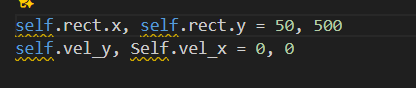 self.rect.x, self.rect.y = 50, 500
self.vel_y, Self.vel_x = 0, 0